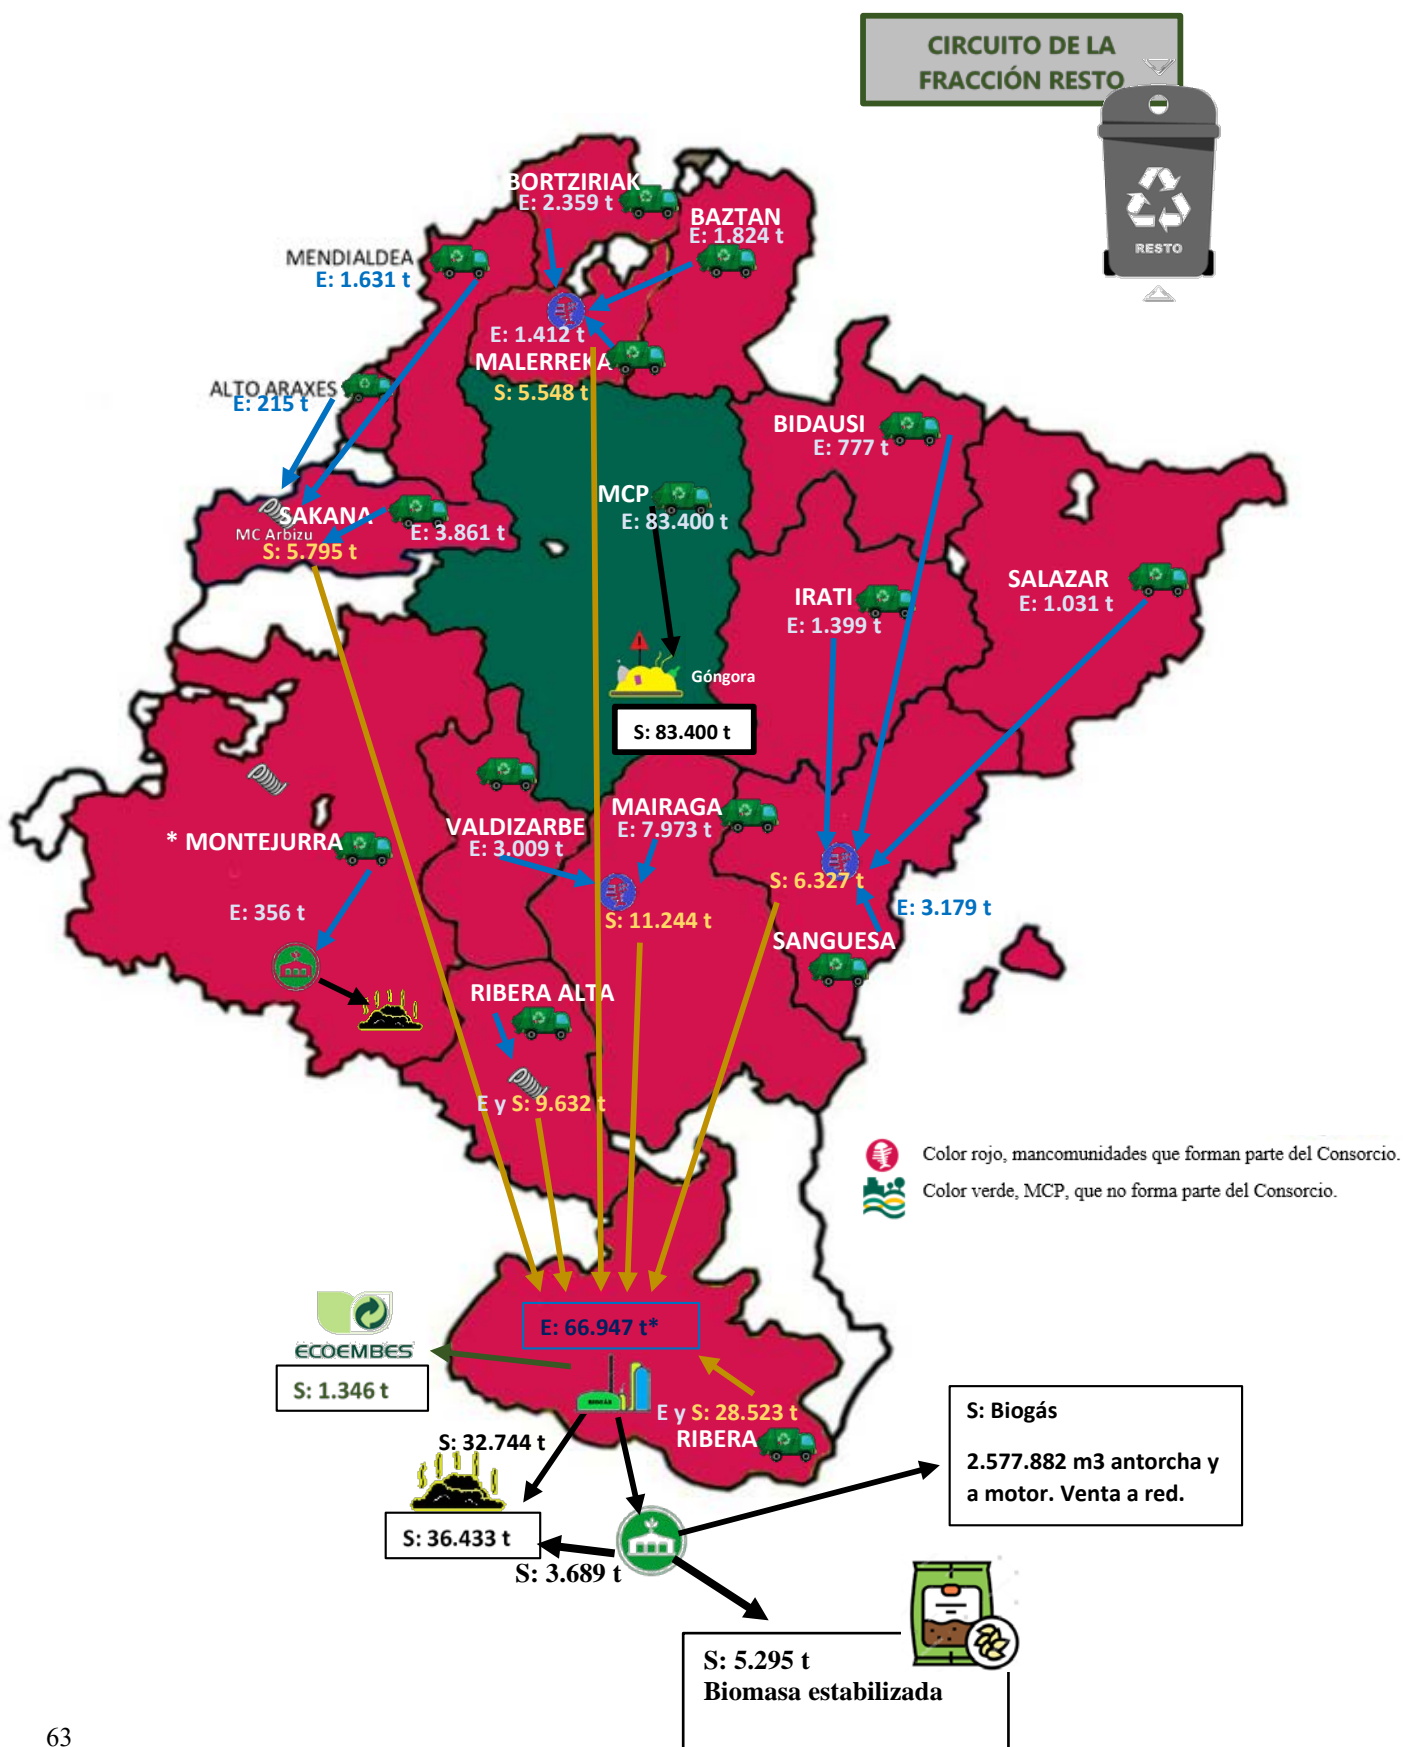 CIRCUITO DE LA
FRACCIÓN RESTO
RESTO
BORTZIRIAK
E: 2.359 t
BAZTAN
E: 1.824 t
MENDIALDEA
E: 1.631 t
E: 1.412 t
MALERREKA
S: 5.548 t
ALTO ARAXES
E: 215 t
BIDAUSI
E: 777 t
MCP
E: 83.400 t
SAKANA
MC Arbizu
E: 3.861 t
S: 5.795 t
SALAZAR
E: 1.031 t
IRATI
E: 1.399 t
Góngora
S: 83.400 t
MAIRAGA
E: 7.973 t
VALDIZARBE
E: 3.009 t
* MONTEJURRA
E: 356 t
S: 6.327 t
E: 3.179 t
S: 11.244 t
SANGUESA
RIBERA ALTA
E y S: 9.632 t
Color rojo, mancomunidades que forman parte del Consorcio.
Color verde, MCP, que no forma parte del Consorcio.
E: 66.947 t*
ECOEMBES
S: 1.346 t
BIOGÁS
E y S: 28.523 t
RIBERA
S: 32.744 t
S: Biogás
2.577.882 m3 antorcha y
a motor. Venta a red.
S: 36.433 t
S: 3.689 t
S: 5.295 t
Biomasa estabilizada
63